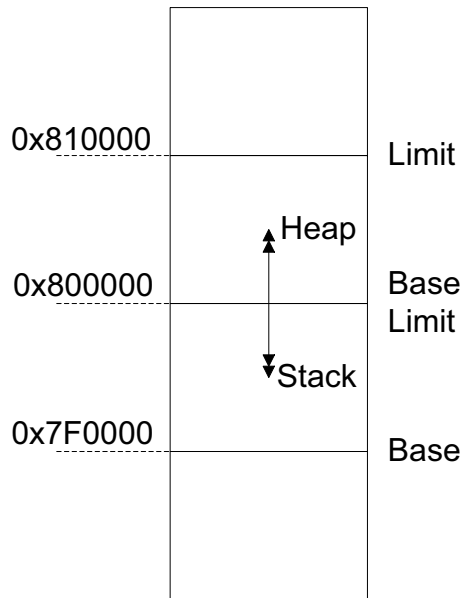 0x810000
Limit
Heap
0x800000
Base
Limit
Stack
0x7F0000
Base